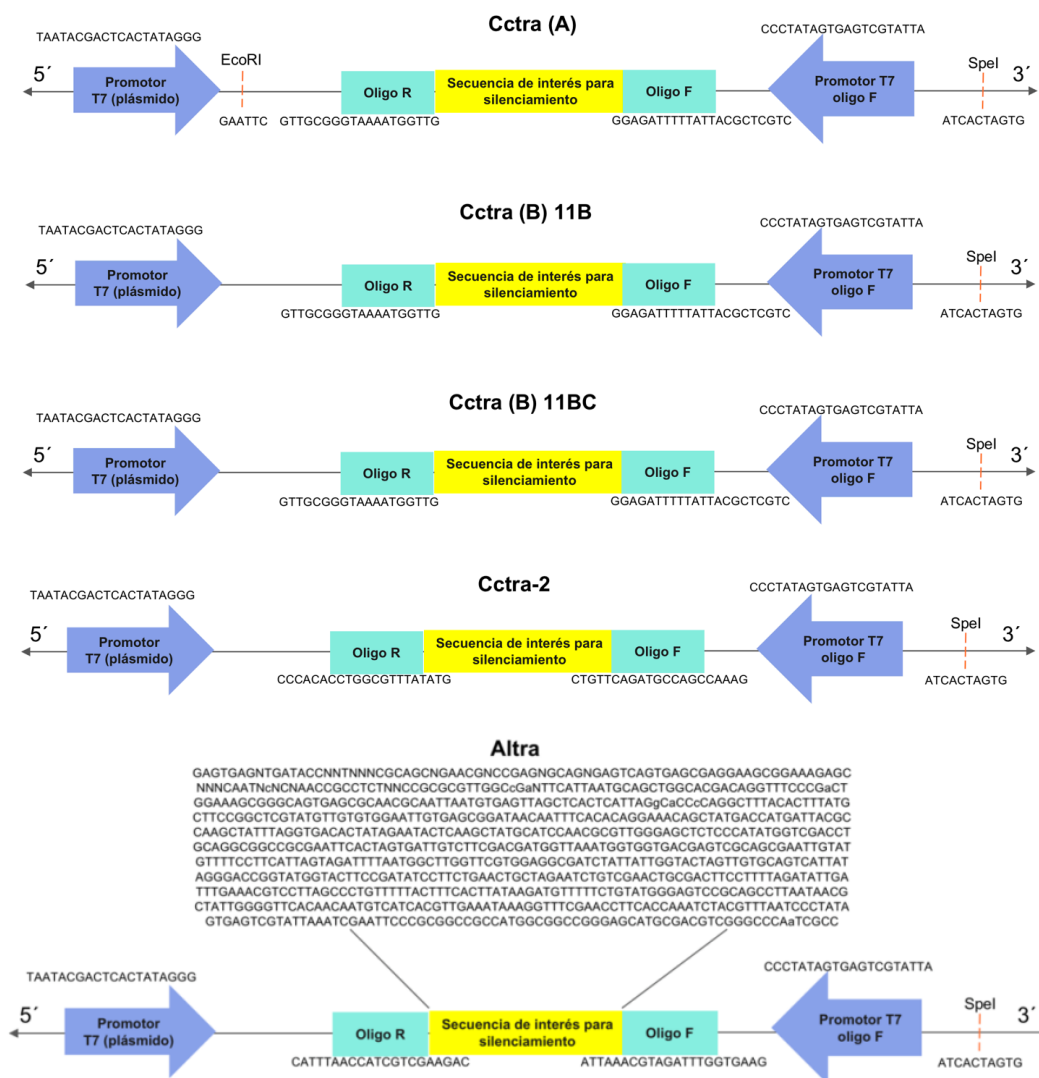 Cctra (A)
TAATACGACTCACTATAGGG
CCCTATAGTGAGTCGTATTA
5´
EcoRI
SpeI
3´
Promotor
T7 (plásmido)
Oligo R
Secuencia de interés para
silenciamiento
Oligo F
Promotor T7
oligo F
GAATTC
GTTGCGGGTAAAATGGTTG
GGAGATTTTTATTACGCTCGTC
ATCACTAGTG
Cctra (B) 11B
TAATACGACTCACTATAGGG
CCCTATAGTGAGTCGTATTA
5´
SpeI
3´
Promotor
T7 (plásmido)
Oligo R
Secuencia de interés para
silenciamiento
Oligo F
Promotor T7
oligo F
GTTGCGGGTAAAATGGTTG
GGAGATTTTTATTACGCTCGTC
ATCACTAGTG
Cctra (B) 11BC
TAATACGACTCACTATAGGG
CCCTATAGTGAGTCGTATTA
5´
SpeI
3´
Promotor
T7 (plásmido)
Oligo R
Secuencia de interés para
silenciamiento
Oligo F
Promotor T7
oligo F
GTTGCGGGTAAAATGGTTG
GGAGATTTTTATTACGCTCGTC
ATCACTAGTG
Cctra-2
TAATACGACTCACTATAGGG
CCCTATAGTGAGTCGTATTA
5´
SpeI
3´
Promotor
T7 (plásmido)
Oligo R
Secuencia de interés para
silenciamiento
Oligo F
Promotor T7
oligo F
CCCACACCTGGCGTTTATATG
CTGTTCAGATGCCAGCCAAAG
ATCACTAGTG
Altra
GAGTGAGNTGATACCNNTNNNCGCAGCNGAACGNCCGAGNGCAGNGAGTCAGTGAGCGAGGAAGCGGAAAGAGC
NNNCAATNcNCNAACCGCCTCTNNCCGCGCGTTGGCcGaNTTCATTAATGCAGCTGGCACGACAGGTTTCCCGaCT
GGAAAGCGGGCAGTGAGCGCAACGCAATTAATGTGAGTTAGCTCACTCATTAGgCaCCcCAGGCTTTACACTTTATG
CTTCCGGCTCGTATGTTGTGTGGAATTGTGAGCGGATAACAATTTCACACAGGAAACAGCTATGACCATGATTACGC
CAAGCTATTTAGGTGACACTATAGAATACTCAAGCTATGCATCCAACGCGTTGGGAGCTCTCCCATATGGTCGACCT
GCAGGCGGCCGCGAATTCACTAGTGATTGTCTTCGACGATGGTTAAATGGTGGTGACGAGTCGCAGCGAATTGTAT
GTTTTCCTTCATTAGTAGATTTTAATGGCTTGGTTCGTGGAGGCGATCTATTATTGGTACTAGTTGTGCAGTCATTAT
AGGGACCGGTATGGTACTTCCGATATCCTTCTGAACTGCTAGAATCTGTCGAACTGCGACTTCCTTTTAGATATTGA
TTTGAAACGTCCTTAGCCCTGTTTTTACTTTCACTTATAAGATGTTTTTCTGTATGGGAGTCCGCAGCCTTAATAACG
CTATTGGGGTTCACAACAATGTCATCACGTTGAAATAAAGGTTTCGAACCTTCACCAAATCTACGTTTAATCCCTATA
GTGAGTCGTATTAAATCGAATTCCCGCGGCCGCCATGGCGGCCGGGAGCATGCGACGTCGGGCCCAaTCGCC
TAATACGACTCACTATAGGG
CCCTATAGTGAGTCGTATTA
5´
SpeI
3´
Promotor
T7 (plásmido)
Oligo R
Secuencia de interés para
silenciamiento
Oligo F
Promotor T7
oligo F
CATTTAACCATCGTCGAAGAC
ATTAAACGTAGATTTGGTGAAG
ATCACTAGTG